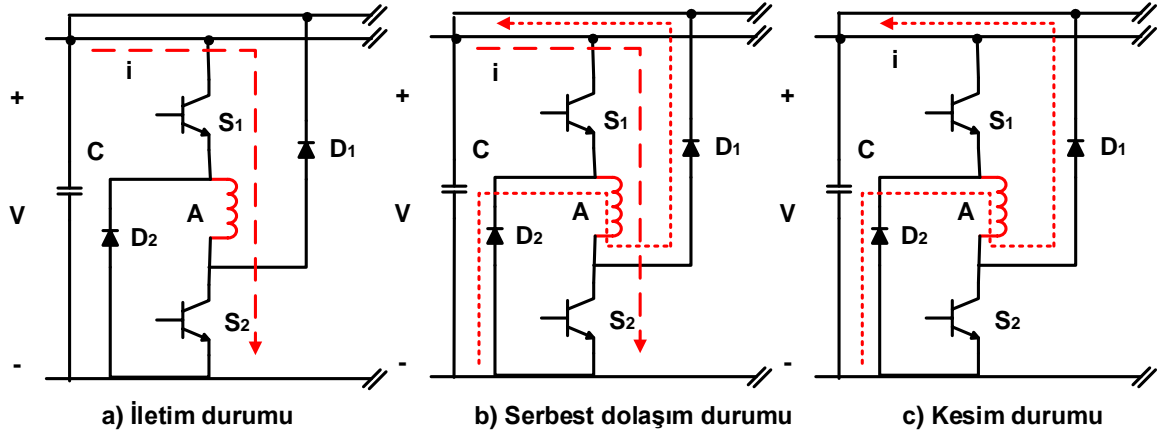 i
+
S1
C
D1
V
A
D2
S2
-
a) İletim durumu
i
+
S1
C
D1
V
A
D2
S2
-
b) Serbest dolaşım durumu
i
+
S1
C
D1
V
A
D2
S2
-
c) Kesim durumu